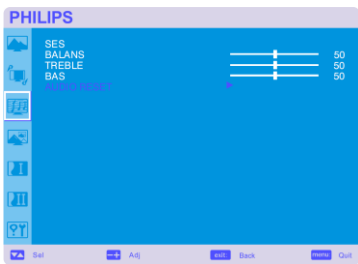 PHILIPS
SES
BALANS 50
TREBLE 50
BAS 50
AUDIO RESET
Sel Adj exit Back menu Quit